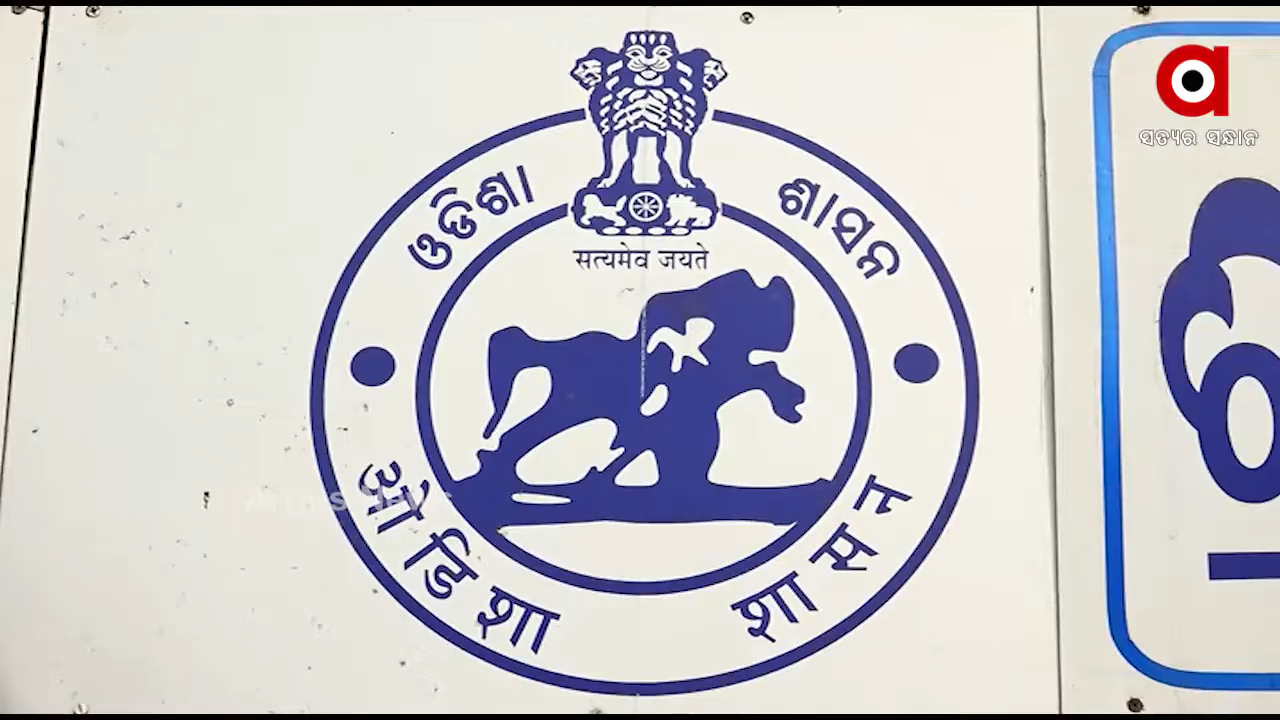 ଓଡିଶା ଶାସନ
सत्यमेव जयते
ओडिशा शासन
ସତ୍ୟର ସନ୍ଧାନ